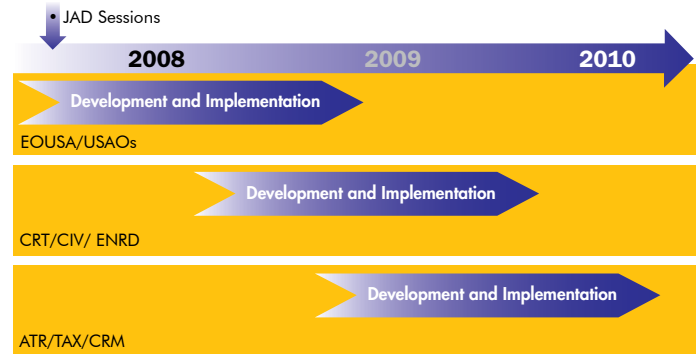 • JAD Sessions
2008 2009 2010
Development and Implementation
EOUSA/USAOs
Development and Implementation
CRT/CIV/ ENRD
Development and Implementation
ATR/TAX/CRM